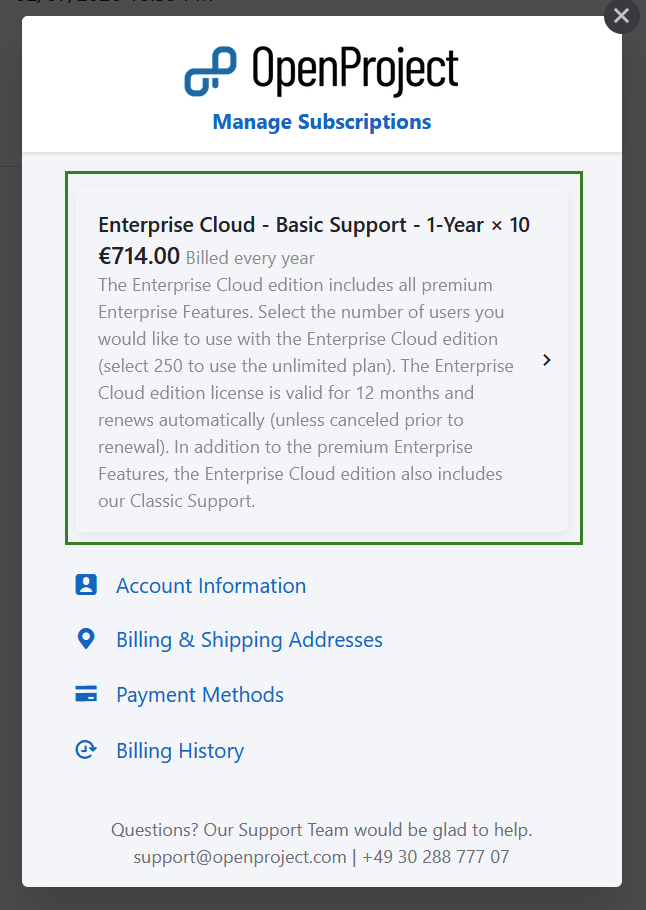 OpenProject
Manage Subscriptions
Enterprise Cloud - Basic Support - 1-Year × 10
€714.00 Billed every year
The Enterprise Cloud edition includes all premium
Enterprise Features. Select the number of users you
would like to use with the Enterprise Cloud edition
(select 250 to use the unlimited plan). The Enterprise
Cloud edition license is valid for 12 months and
renews automatically (unless canceled prior to
renewal). In addition to the premium Enterprise
Features, the Enterprise Cloud edition also includes
our Classic Support.
Account Information
Billing & Shipping Addresses
Payment Methods
Billing History
Questions? Our Support Team would be glad to help.
support@openproject.com | +49 30 288 777 07